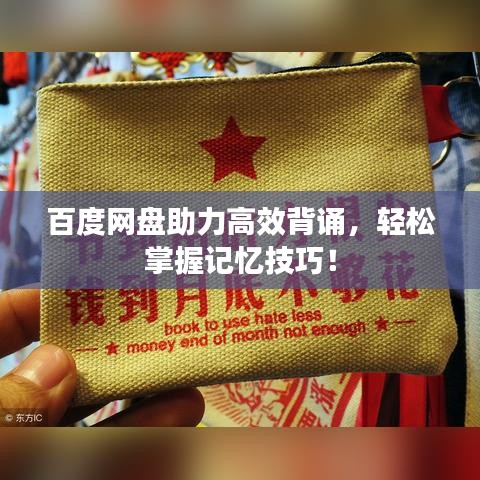 百度网盘助力高效背诵，轻松
掌握记忆技巧！
钱到月底不够花
book to use hate less
money end of month not enough
© 东方IC